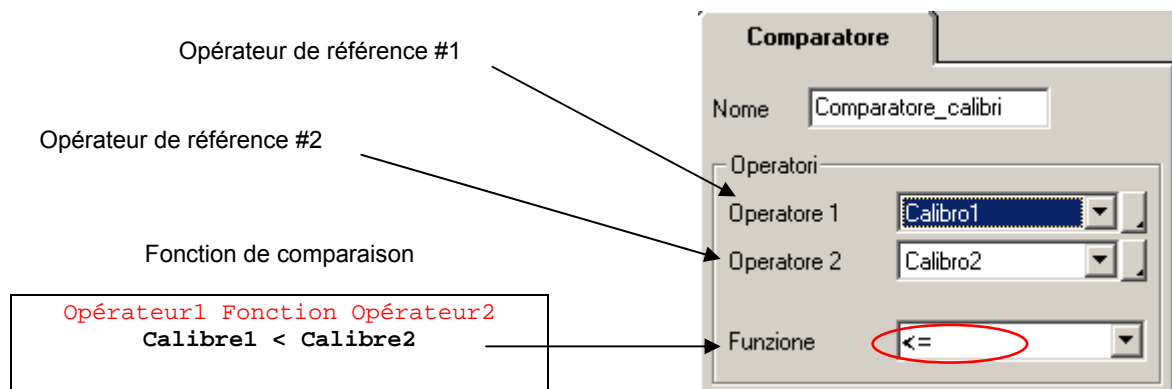 Opérateur de référence #1
Opérateur de référence #2
Fonction de comparaison
Opérateur1 Fonction Opérateur2
Calibre1 < Calibre2
Comparatore
Nome Comparatore_calibri
Operatori
Operatore 1 Calibro1
Operatore 2 Calibro2
Funzione <=